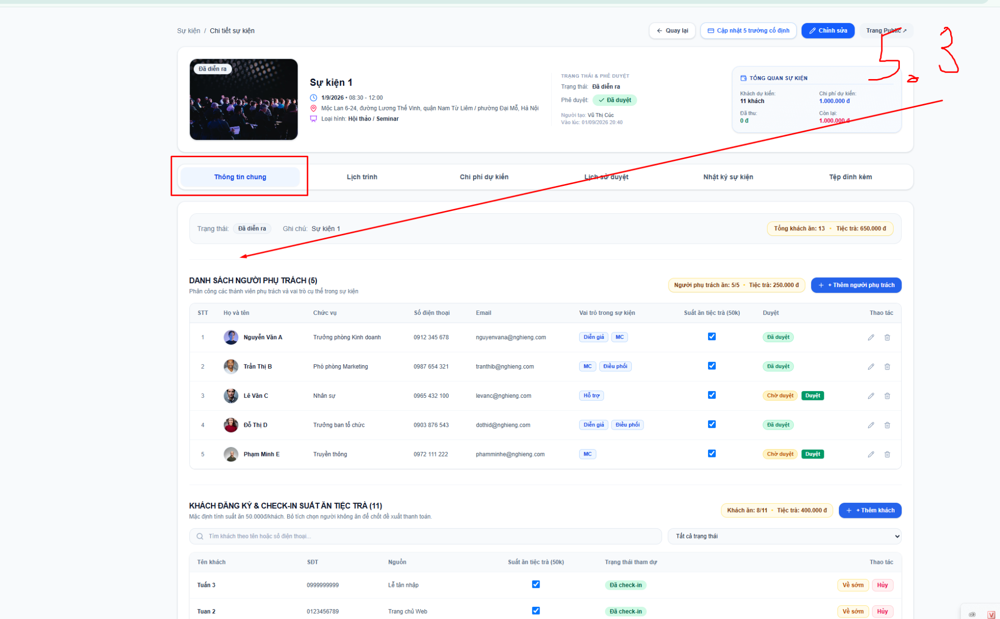 Sự kiện / Chi tiết sự kiện
Quay lại
Cập nhật 5 trường cố định
Chỉnh sửa
Trang Public ↗
5.3
Đã diễn ra
Sự kiện 1
1/9/2026 • 08:30 - 12:00
Mộc Lan 6-24, đường Lương Thế Vinh, quận Nam Từ Liêm / phường Đại Mỗ, Hà Nội
Loại hình: Hội thảo / Seminar
TRẠNG THÁI & PHÊ DUYỆT
Trạng thái: Đã diễn ra
Phê duyệt: Đã duyệt
Người tạo: Vũ Thị Cúc
Vào lúc: 01/09/2026 20:40
TỔNG QUAN SỰ KIỆN
Khách dự kiến: Chi phí dự kiến:
11 khách 1.000.000 đ
Đã thu: Còn lại:
0 đ 1.000.000 đ
Thông tin chung Lịch trình Chi phí dự kiến Lịch sử duyệt Nhật ký sự kiện Tệp đính kèm
Trạng thái: Đã diễn ra Ghi chú: Sự kiện 1 Tổng khách ăn: 13 • Tiệc trà: 650.000 đ
DANH SÁCH NGƯỜI PHỤ TRÁCH (5)
Phân công các thành viên phụ trách và vai trò cụ thể trong sự kiện
Người phụ trách ăn: 5/5 • Tiệc trà: 250.000 đ
+ + Thêm người phụ trách
STT Họ và tên Chức vụ Số điện thoại Email Vai trò trong sự kiện Suất ăn tiệc trà (50k) Duyệt Thao tác
1 Nguyễn Văn A Trưởng phòng Kinh doanh 0912 345 678 nguyenvana@nghieng.com Diễn giả MC Đã duyệt
2 Trần Thị B Phó phòng Marketing 0987 654 321 tranthib@nghieng.com MC Điều phối Đã duyệt
3 Lê Văn C Nhân sự 0965 432 100 levanc@nghieng.com Hỗ trợ Chờ duyệt Duyệt
4 Đỗ Thị D Trưởng ban tổ chức 0903 876 543 dothid@nghieng.com Diễn giả Điều phối Đã duyệt
5 Phạm Minh E Truyền thông 0972 111 222 phamminhe@nghieng.com MC Chờ duyệt Duyệt
KHÁCH ĐĂNG KÝ & CHECK-IN SUẤT ĂN TIỆC TRÀ (11)
Mặc định tính suất ăn 50.000đ/khách. Bỏ tích chọn người không ăn để chốt đề xuất thanh toán.
Khách ăn: 8/11 • Tiệc trà: 400.000 đ
+ + Thêm khách
Tìm khách theo tên hoặc số điện thoại...
Tất cả trạng thái
Tên khách SĐT Nguồn Suất ăn tiệc trà (50k) Trạng thái tham dự Thao tác
Tuấn 3 0999999999 Lễ tân nhập Đã check-in Về sớm Hủy
Tuan 2 0123456789 Trang chủ Web Đã check-in Về sớm Hủy